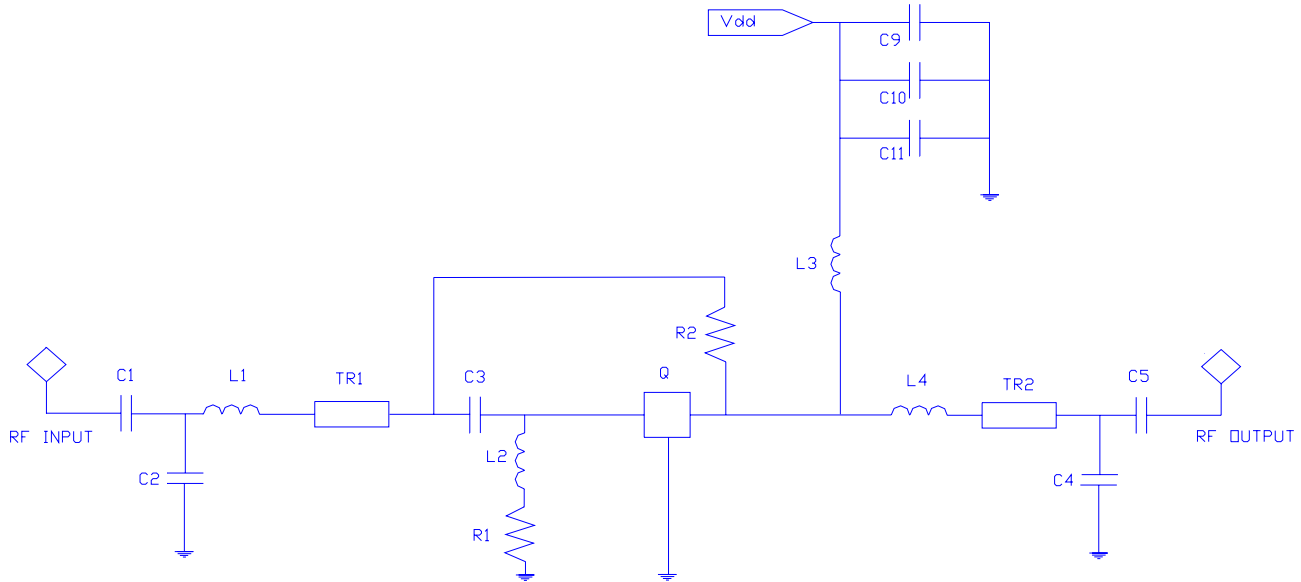 Vdd
C9
C10
C11
L3
R2
C1
L1
TR1
C3
Q
L4
TR2
C5
RF INPUT
RF OUTPUT
C2
L2
C4
R1